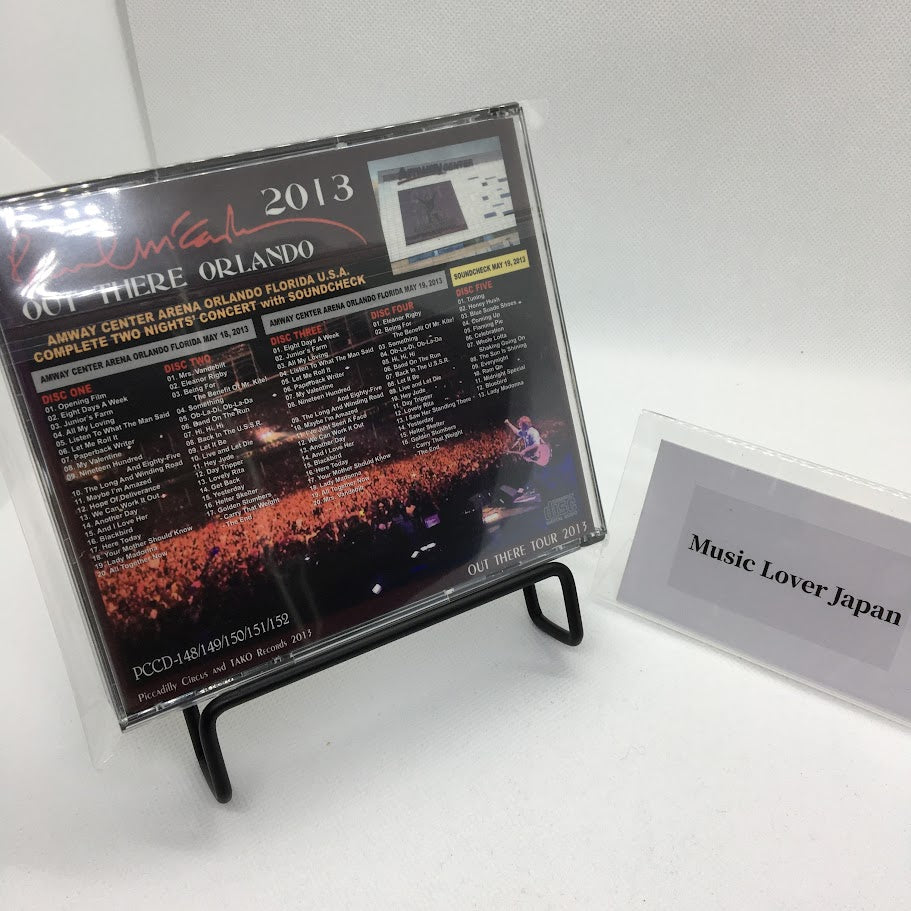 2013
Paul McCartney
OUT THERE ORLANDO
AMWAY CENTER ARENA ORLANDO FLORIDA U.S.A.
COMPLETE TWO NIGHTS' CONCERT with SOUNDCHECK
AMWAY CENTER
AMWAY CENTER ARENA ORLANDO FLORIDA MAY 18, 2013
DISC ONE
01. Opening Film
02. Eight Days A Week
03. Junior's Farm
04. All My Loving
05. Listen To What The Man Said
06. Let Me Roll It
07. Paperback Writer
08. My Valentine
09. Nineteen Hundred
And Eighty-Five
10. The Long And Winding Road
11. Maybe I'm Amazed
12. Hope Of Deliverance
13. We Can Work It Out
14. Another Day
15. And I Love Her
16. Blackbird
17. Here Today
18. Your Mother Should Know
19. Lady Madonna
20. All Together Now
DISC TWO
01. Mrs. Vandebilt
02. Eleanor Rigby
03. Being For
The Benefit Of Mr. Kite!
04. Something
05. Ob-La-Di, Ob-La-Da
06. Band On The Run
07. Hi, Hi, Hi
08. Back In The U.S.S.R.
09. Let It Be
10. Live and Let Die
11. Hey Jude
12. Day Tripper
13. Lovely Rita
14. Get Back
15. Yesterday
16. Helter Skelter
17. Golden Slumbers
- Carry That Weight
- The End
AMWAY CENTER ARENA ORLANDO FLORIDA MAY 19, 2013
DISC THREE
01. Eight Days A Week
02. Junior's Farm
03. All My Loving
04. Listen To What The Man Said
05. Let Me Roll It
06. Paperback Writer
07. My Valentine
08. Nineteen Hundred
And Eighty-Five
09. The Long And Winding Road
10. Maybe I'm Amazed
11. I've Just Seen A Face
12. We Can Work It Out
13. Another Day
14. And I Love Her
15. Blackbird
16. Here Today
17. Your Mother Should Know
18. Lady Madonna
19. All Together Now
20. Mrs. Vandebilt
DISC FOUR
01. Eleanor Rigby
02. Being For
The Benefit Of Mr. Kite!
03. Something
04. Ob-La-Di, Ob-La-Da
05. Hi, Hi, Hi
06. Band On The Run
07. Back In The U.S.S.R.
08. Let It Be
09. Live and Let Die
10. Hey Jude
11. Day Tripper
12. Lovely Rita
13. I Saw Her Standing There
14. Yesterday
15. Helter Skelter
16. Golden Slumbers
- Carry That Weight
- The End
SOUNDCHECK MAY 19, 2013
DISC FIVE
01. Tuning
02. Honey Hush
03. Blue Suede Shoes
04. Coming Up
05. Flaming Pie
06. Celebration
07. Whole Lotta
Shaking Going On
08. The Sun Is Shining
09. Everynight
10. Ram On
11. Midnight Special
12. Bluebird
13. Lady Madonna
disc
OUT THERE TOUR 2013
PCCD-148/149/150/151/152
Piccadilly Circus and TAKO Records 2013
Music Lover Japan